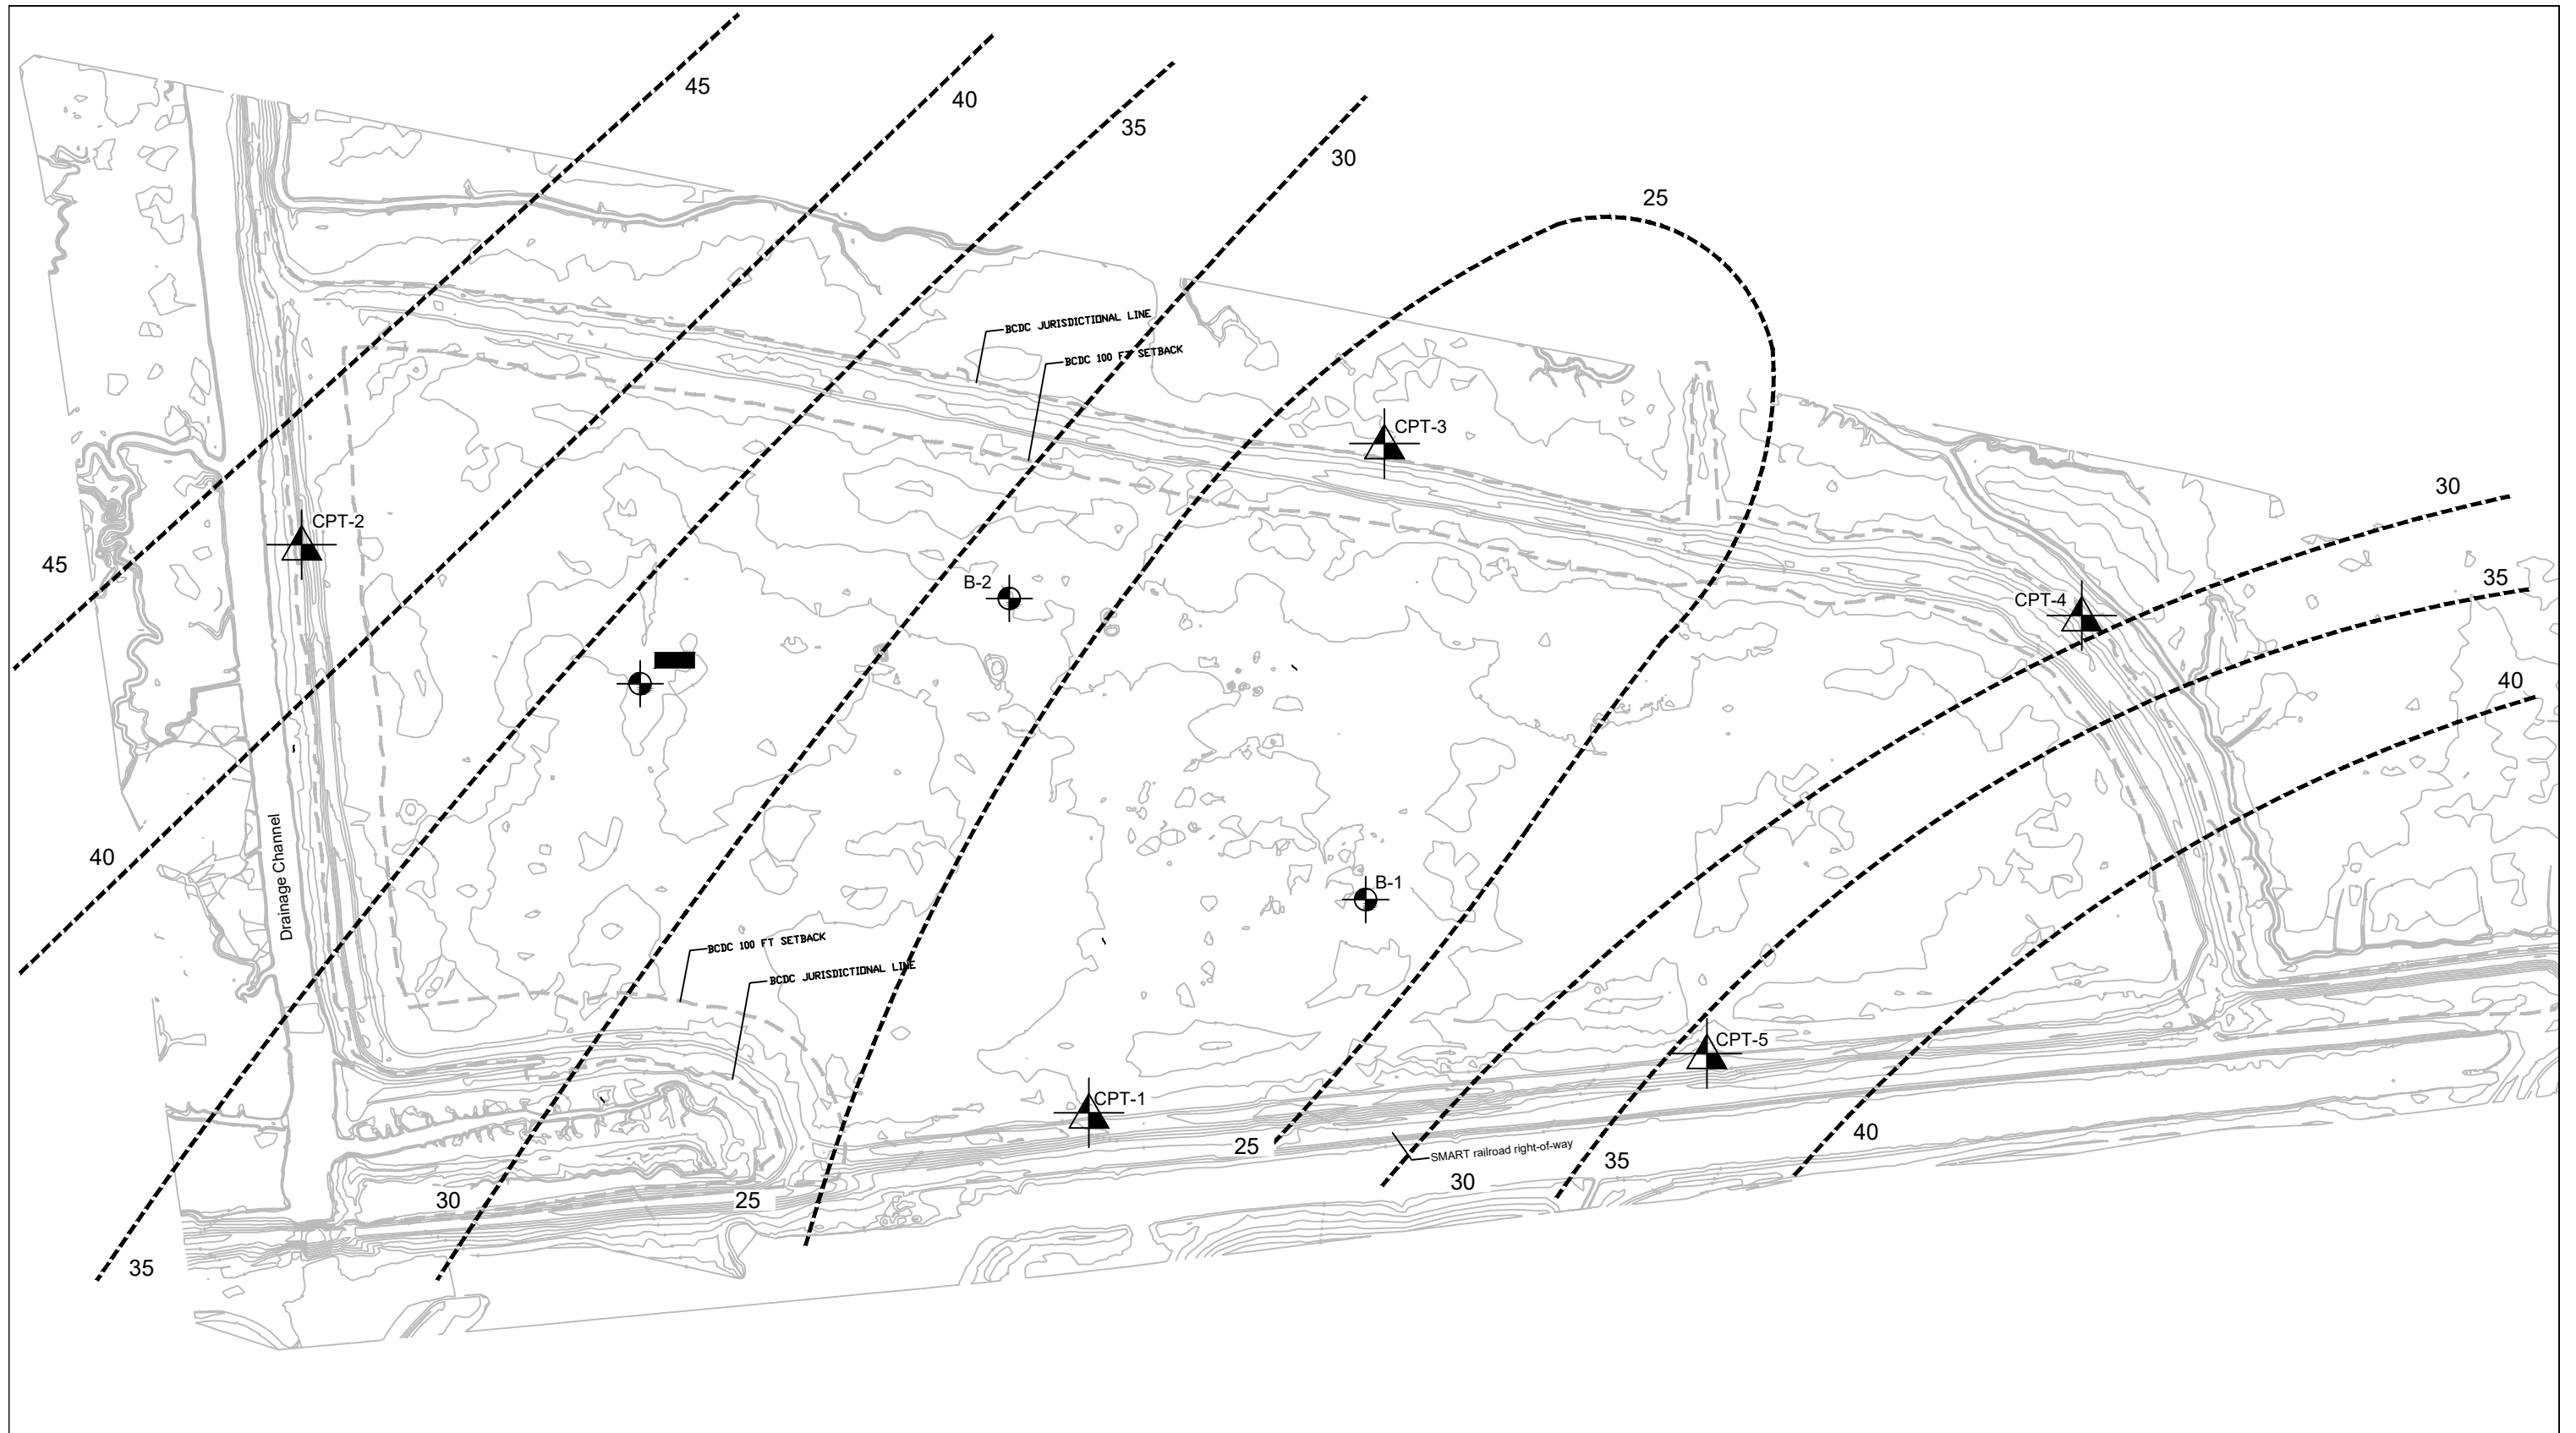 45
40
35
30
25
BCDC JURISDICTIONAL LINE
BCDC 100 FT SETBACK
CPT-3
30
CPT-2
45
35
B-2
CPT-4
40
40
Drainage Channel
B-1
BCDC 100 FT SETBACK
BCDC JURISDICTIONAL LINE
CPT-5
CPT-1
40
25
SMART railroad right-of-way
35
30
30
25
35